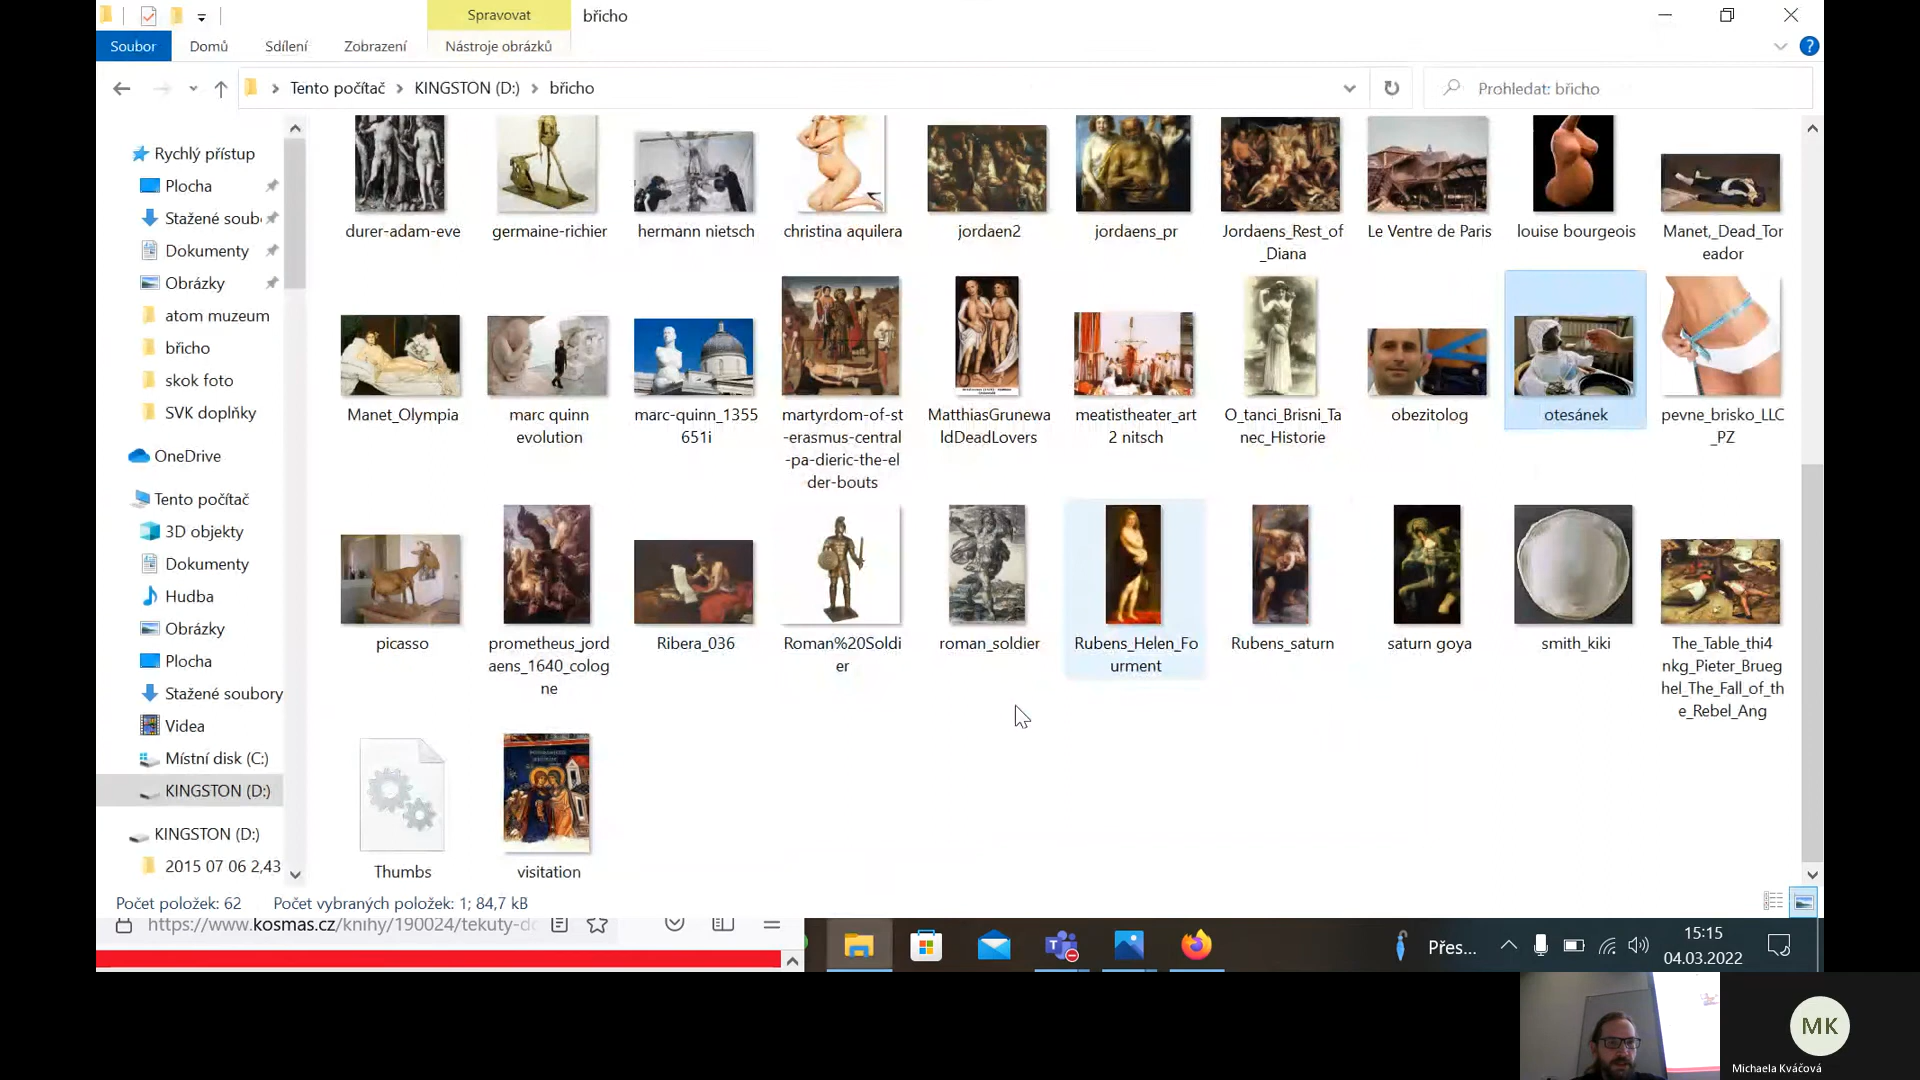 Spravovat
břicho
Soubor
Domů
Sdílení
Zobrazení
Nástroje obrázků
Tento počítač
KINGSTON (D:)
břicho
Prohledat: břicho
Rychlý přístup
Plocha
Stažené soub
Dokumenty
Obrázky
atom muzeum
břicho
skok foto
SVK doplňky
OneDrive
Tento počítač
3D objekty
Dokumenty
Hudba
Obrázky
Plocha
Stažené soubory
Videa
Místní disk (C:)
KINGSTON (D:)
KINGSTON (D:)
2015 07 06 2,43
durer-adam-eve
germaine-richier
hermann nietsch
christina aquilera
jordaen2
jordaens_pr
Jordaens_Rest_of
_Diana
Le Ventre de Paris
louise bourgeois
Manet,_Dead_Tor
eador
Manet_Olympia
marc quinn
evolution
marc-quinn_1355
651i
martyrdom-of-st
-erasmus-central
-pa-dieric-the-el
der-bouts
MatthiasGrunewa
ldDeadLovers
meatistheater_art
2 nitsch
O_tanci_Brisni_Ta
nec_Historie
obezitolog
otesánek
pevne_brisko_LLC
_PZ
picasso
prometheus_jord
aens_1640_colog
ne
Ribera_036
Roman%20Soldi
er
roman_soldier
Rubens_Helen_Fo
urment
Rubens_saturn
saturn goya
smith_kiki
The_Table_thi4
nkg_Pieter_Brueg
hel_The_Fall_of_th
e_Rebel_Ang
Thumbs
visitation
Počet položek: 62
Počet vybraných položek: 1; 84,7 kB
https://www.kosmas.cz/knihy/190024/tekuty-d
Přes...
15:15
04.03.2022
MK
Michaela Kváčová